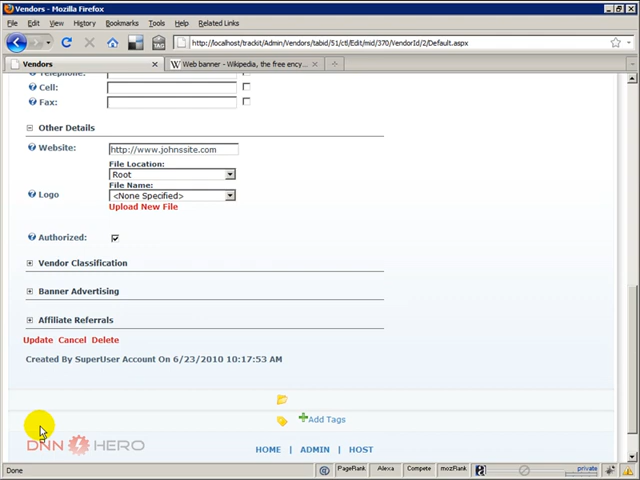 Vendors - Mozilla Firefox
File Edit View History Bookmarks Tools Related Links
http://localhost/trackit/Admin/Vendors/tabid/51/ctl/Edit/mid/370/VendorId/2/Default.aspx
Vendors
Web banner - Wikipedia, the free ency...
Telephone:
Cell:
Fax:
Other Details
Website: http://www.johnssite.com
File Location:
Root
Logo
File Name:
<None Specified>
Upload New File
Authorized:
Vendor Classification
Banner Advertising
Affiliate Referrals
Update Cancel Delete
Created By SuperUser Account On 6/23/2010 10:17:53 AM
Add Tags
DNN HERO
HOME | ADMIN | HOST
Done
PageRank Alexa Compete mozRank private